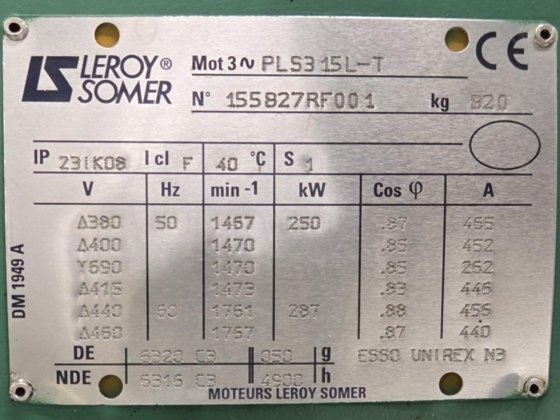 LEROY® SOMER
Mot 3~ PLS315L-T
CE
N° 155827RF001 kg 820
IP 23IK08 I cl F 40 °C S 1
V Hz min -1 kW Cos φ A
Δ380 50 1467 250 .87 455
Δ400 1470 .85 452
Y690 1470 .85 262
Δ415 1473 .83 446
Δ440 60 1761 287 .88 455
Δ460 1767 .87 440
DE 6320 C3 050 g ESSO UNIREX N3
NDE 6316 C3 4900 h
MOTEURS LEROY SOMER
DM 1949 A